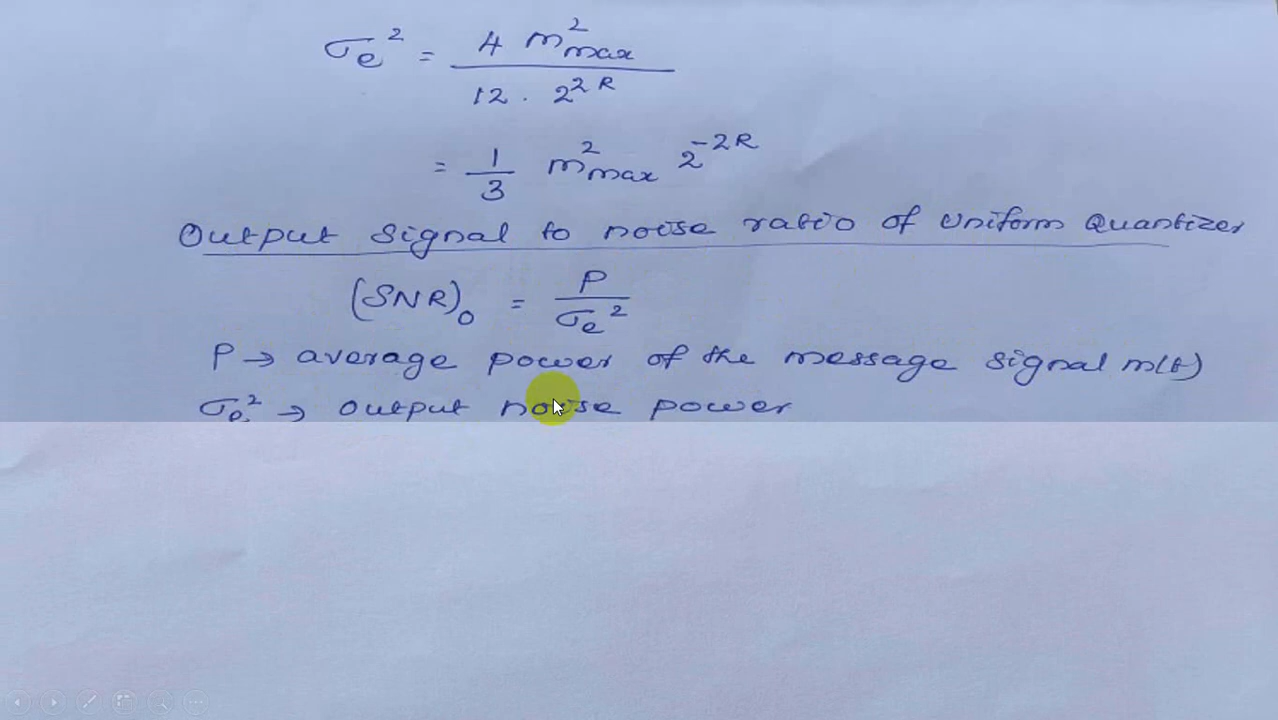 σe² = 4 m²max / 12 · 2^2R
= 1/3 m²max 2^-2R
Output signal to noise ratio of Uniform Quantizer
(SNR)₀ = P / σe²
P → average power of the message signal m(t)
σe² → output noise power